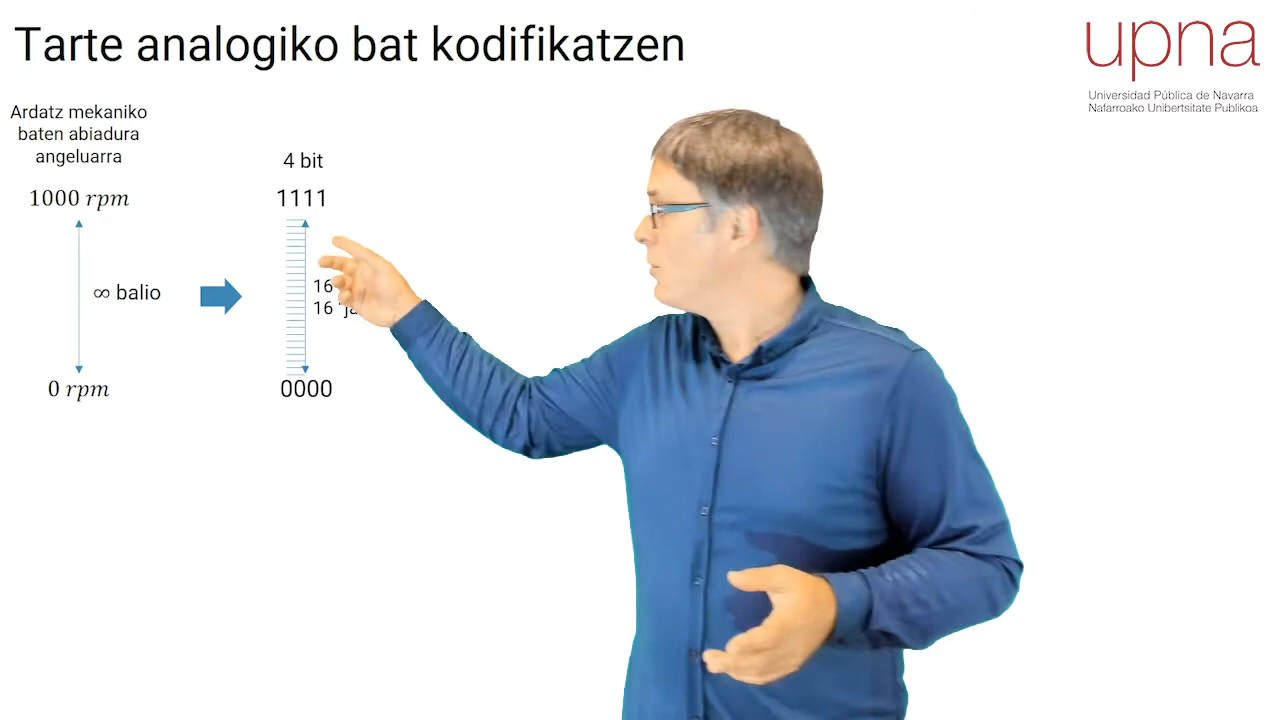 Tarte analogiko bat kodifikatzen
upna
Universidad Pública de Navarra
Nafarroako Unibertsitate Publikoa
Ardatz mekaniko
baten abiadura
angeluarra
1000 rpm
∞ balio
0 rpm
4 bit
1111
16
16
0000